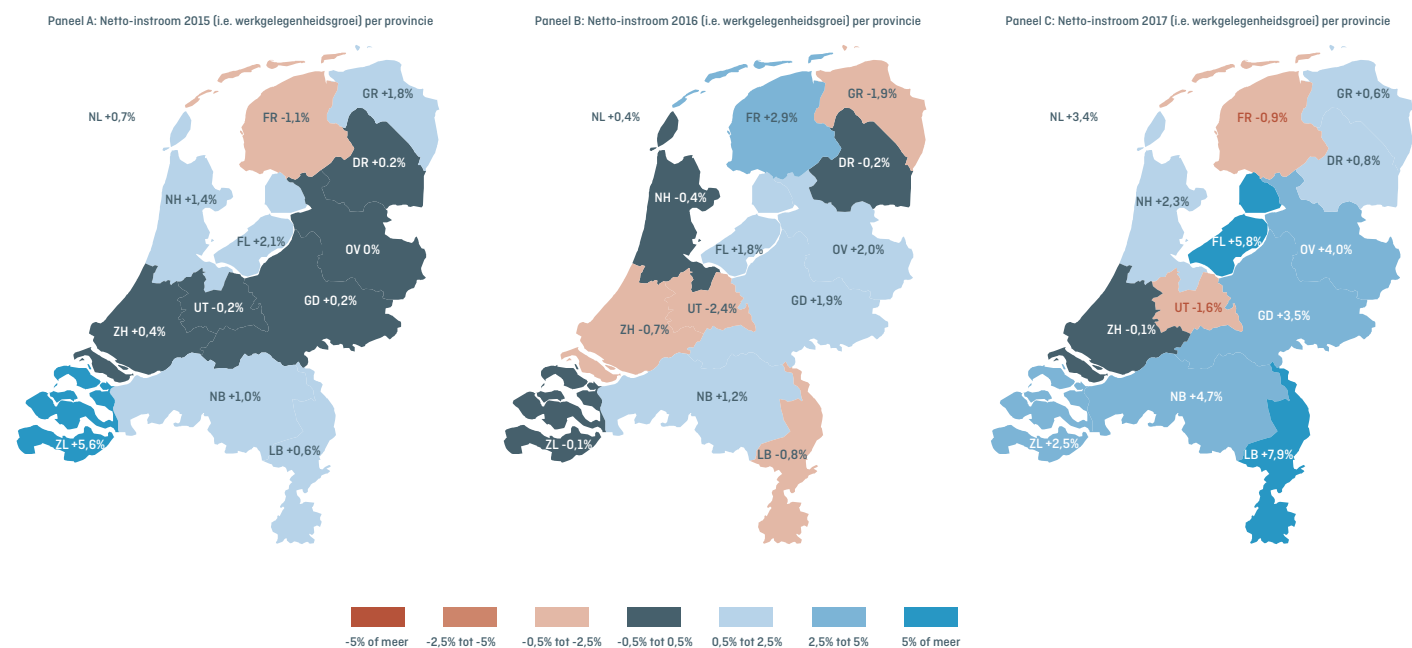 Paneel A: Netto-instroom 2015 (i.e. werkgelegenheidsgroei) per provincie
NL +0,7%
GR +1,8%
FR -1,1%
DR +0.2%
NH +1,4%
FL +2,1%
OV 0%
GD +0,2%
UT -0,2%
ZH +0,4%
NB +1,0%
ZL +5,6%
LB +0,6%
Paneel B: Netto-instroom 2016 (i.e. werkgelegenheidsgroei) per provincie
NL +0,4%
GR -1,9%
FR +2,9%
DR -0,2%
NH -0,4%
FL +1,8%
OV +2,0%
GD +1,9%
UT -2,4%
ZH -0,7%
NB +1,2%
ZL -0,1%
LB -0,8%
Paneel C: Netto-instroom 2017 (i.e. werkgelegenheidsgroei) per provincie
NL +3,4%
GR +0,6%
FR -0,9%
DR +0,8%
NH +2,3%
FL +5,8%
OV +4,0%
UT -1,6%
GD +3,5%
ZH -0,1%
NB +4,7%
ZL +2,5%
LB +7,9%
-5% of meer
-2,5% tot -5%
-0,5% tot -2,5%
-0,5% tot 0,5%
0,5% tot 2,5%
2,5% tot 5%
5% of meer